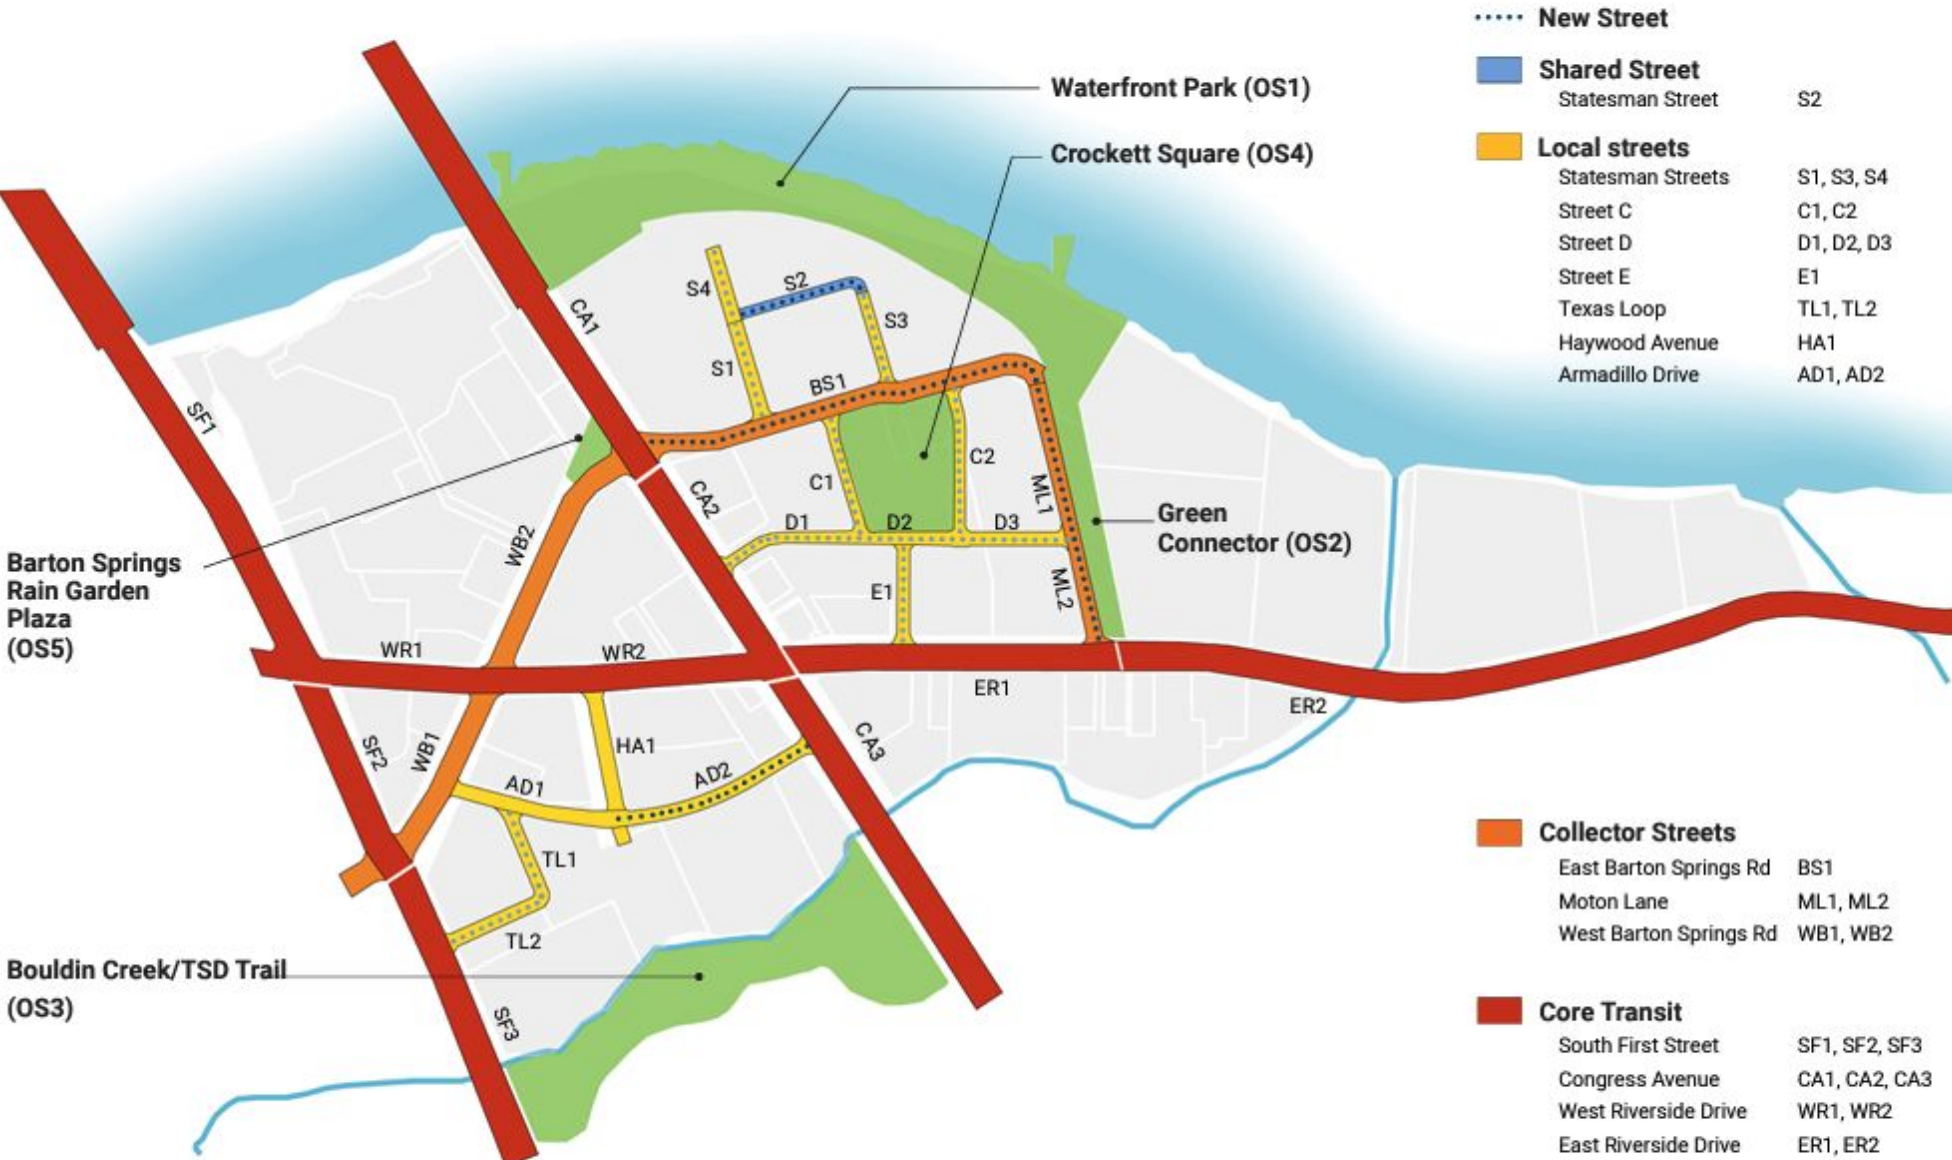 New Street
Shared Street
Statesman Street S2
Local streets
Statesman Streets S1, S3, S4
Street C C1, C2
Street D D1, D2, D3
Street E E1
Texas Loop TL1, TL2
Haywood Avenue HA1
Armadillo Drive AD1, AD2
Waterfront Park (OS1)
Crockett Square (OS4)
S4
S2
S3
CA1
S1
BS1
SF1
C1
C2
CA2
ML1
D1
D2
D3
Green
Connector (OS2)
WB2
Barton Springs
Rain Garden
Plaza
(OS5)
E1
ML2
WR1
WR2
ER1
ER2
SF2
WB1
HA1
CA3
AD1
AD2
TL1
TL2
Bouldin Creek/TSD Trail
(OS3)
SF3
Collector Streets
East Barton Springs Rd BS1
Moton Lane ML1, ML2
West Barton Springs Rd WB1, WB2
Core Transit
South First Street SF1, SF2, SF3
Congress Avenue CA1, CA2, CA3
West Riverside Drive WR1, WR2
East Riverside Drive ER1, ER2